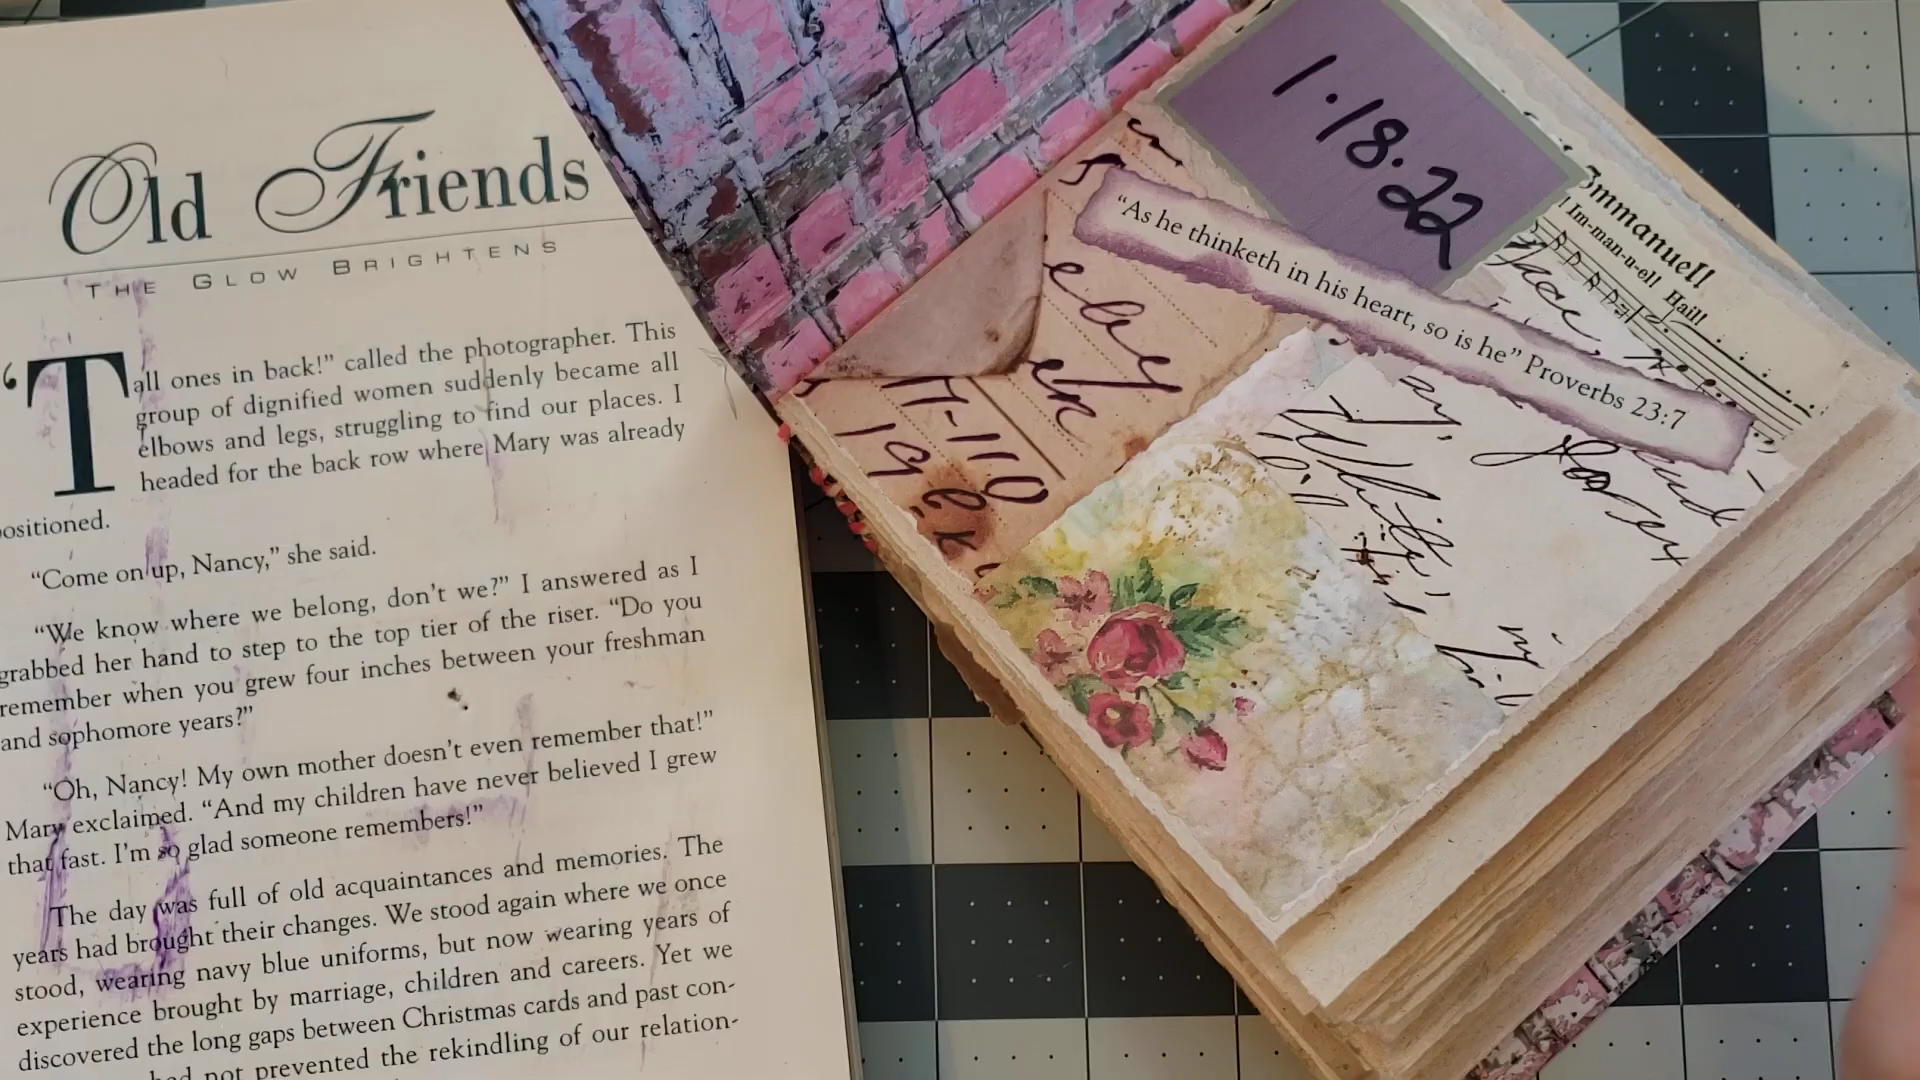 Old Friends
THE GLOW BRIGHTENS
“Tall ones in back!” called the photographer. This
group of dignified women suddenly became all
elbows and legs, struggling to find our places. I
headed for the back row where Mary was already
positioned.
“Come on up, Nancy,” she said.
“We know where we belong, don’t we?” I answered as I
grabbed her hand to step to the top tier of the riser. “Do you
remember when you grew four inches between your freshman
and sophomore years?”
“Oh, Nancy! My own mother doesn’t even remember that!”
Mary exclaimed. “And my children have never believed I grew
that fast. I’m so glad someone remembers!”
The day was full of old acquaintances and memories. The
years had brought their changes. We stood again where we once
stood, wearing navy blue uniforms, but now wearing years of
experience brought by marriage, children and careers. Yet we
discovered the long gaps between Christmas cards and past con-
had not prevented the rekindling of our relation-
1·18·22
Immanuell
Im-man-u-ell Hail!
“As he thinketh in his heart, so is he” Proverbs 23:7